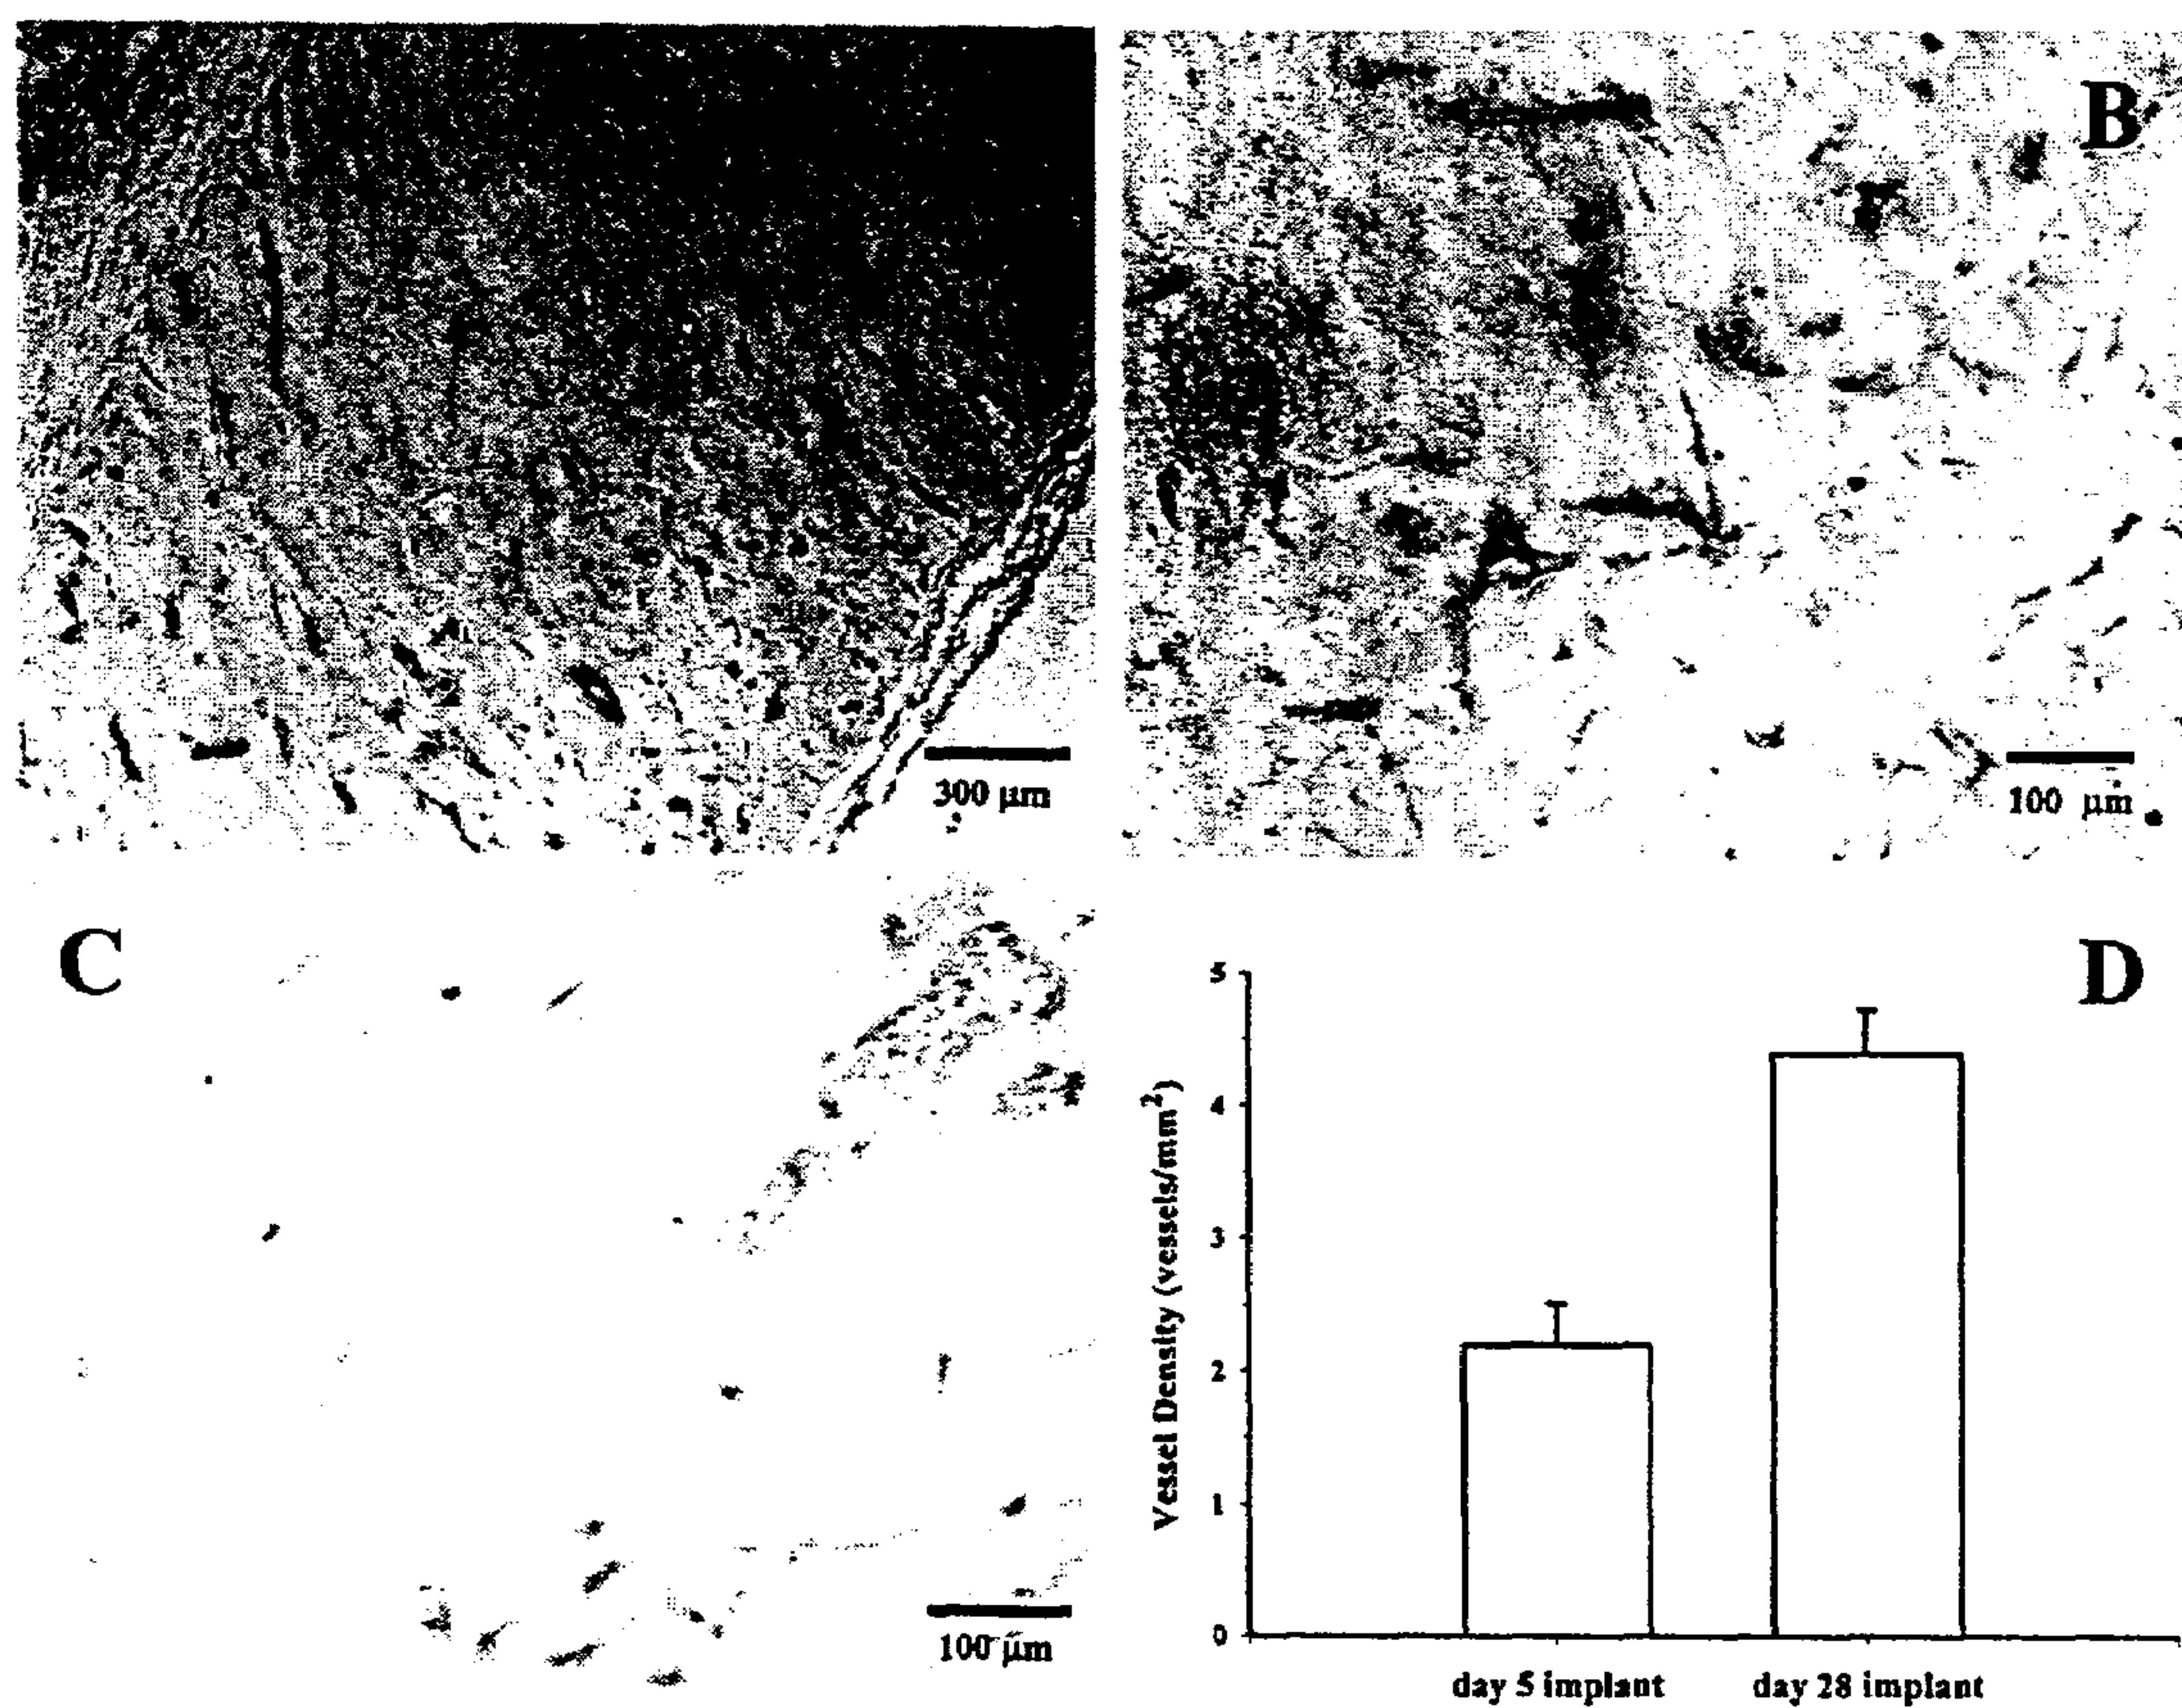 B
300 µm
100 µm
C
100 µm
D
Vessel Density (vessels/mm²)
5
4
3
2
1
0
day 5 implant
day 28 implant